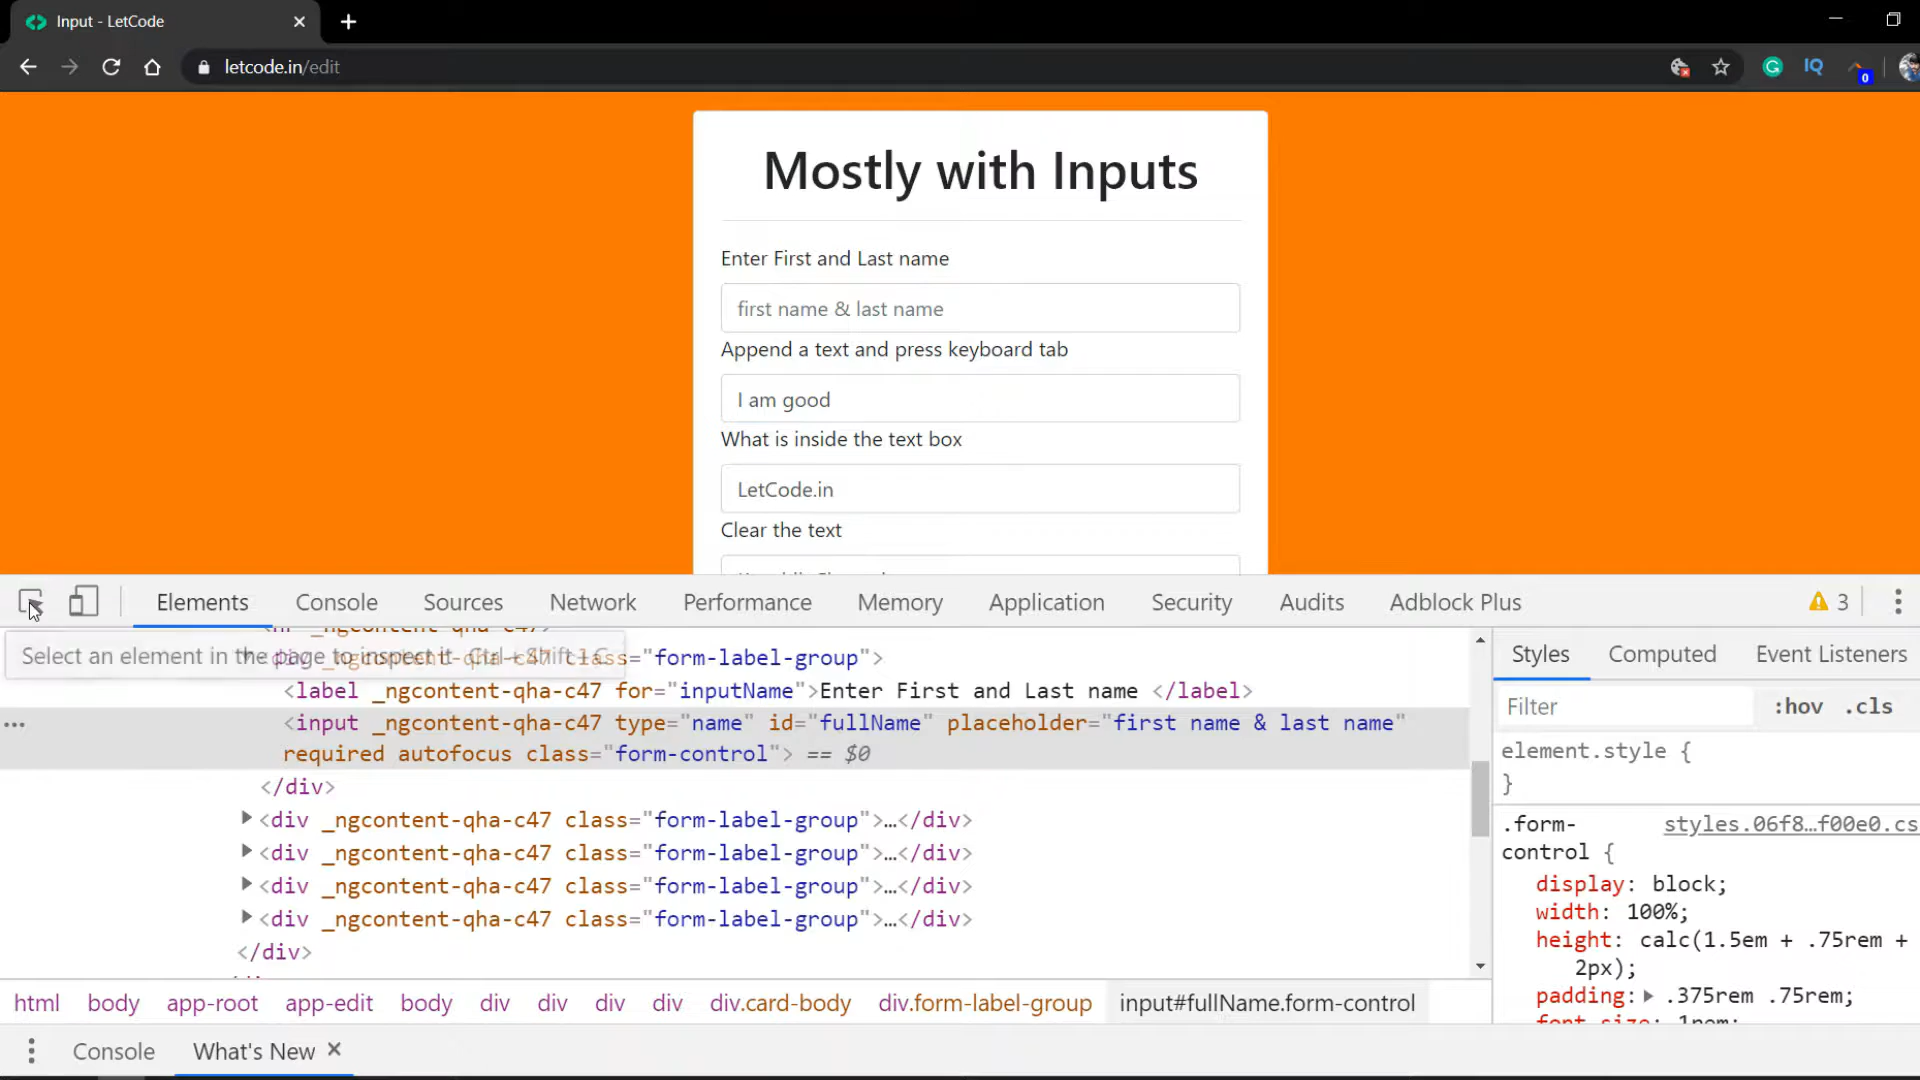 Input - LetCode
letcode.in/edit
IQ
0
Mostly with Inputs
Enter First and Last name
first name & last name
Append a text and press keyboard tab
I am good
What is inside the text box
LetCode.in
Clear the text
Elements Console Sources Network Performance Memory Application Security Audits Adblock Plus 3
Select an element in the page to inspect it Ctrl + Shift + C
class="form-label-group">
<label _ngcontent-qha-c47 for="inputName">Enter First and Last name </label>
<input _ngcontent-qha-c47 type="name" id="fullName" placeholder="first name & last name"
required autofocus class="form-control"> == $0
</div>
<div _ngcontent-qha-c47 class="form-label-group">…</div>
<div _ngcontent-qha-c47 class="form-label-group">…</div>
<div _ngcontent-qha-c47 class="form-label-group">…</div>
<div _ngcontent-qha-c47 class="form-label-group">…</div>
</div>
Styles Computed Event Listeners
Filter :hov .cls
element.style {
}
.form- styles.06f8…f00e0.cs
control {
display: block;
width: 100%;
height: calc(1.5em + .75rem +
2px);
padding: .375rem .75rem;
font-size: 1rem;
html body app-root app-edit body div div div div div.card-body div.form-label-group input#fullName.form-control
Console What's New